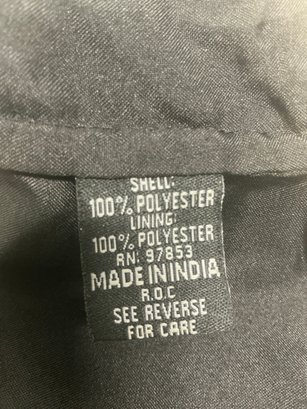 SHELL:
100% POLYESTER
LINING:
100% POLYESTER
RN: 97853
MADE IN INDIA
R.O.C
SEE REVERSE
FOR CARE